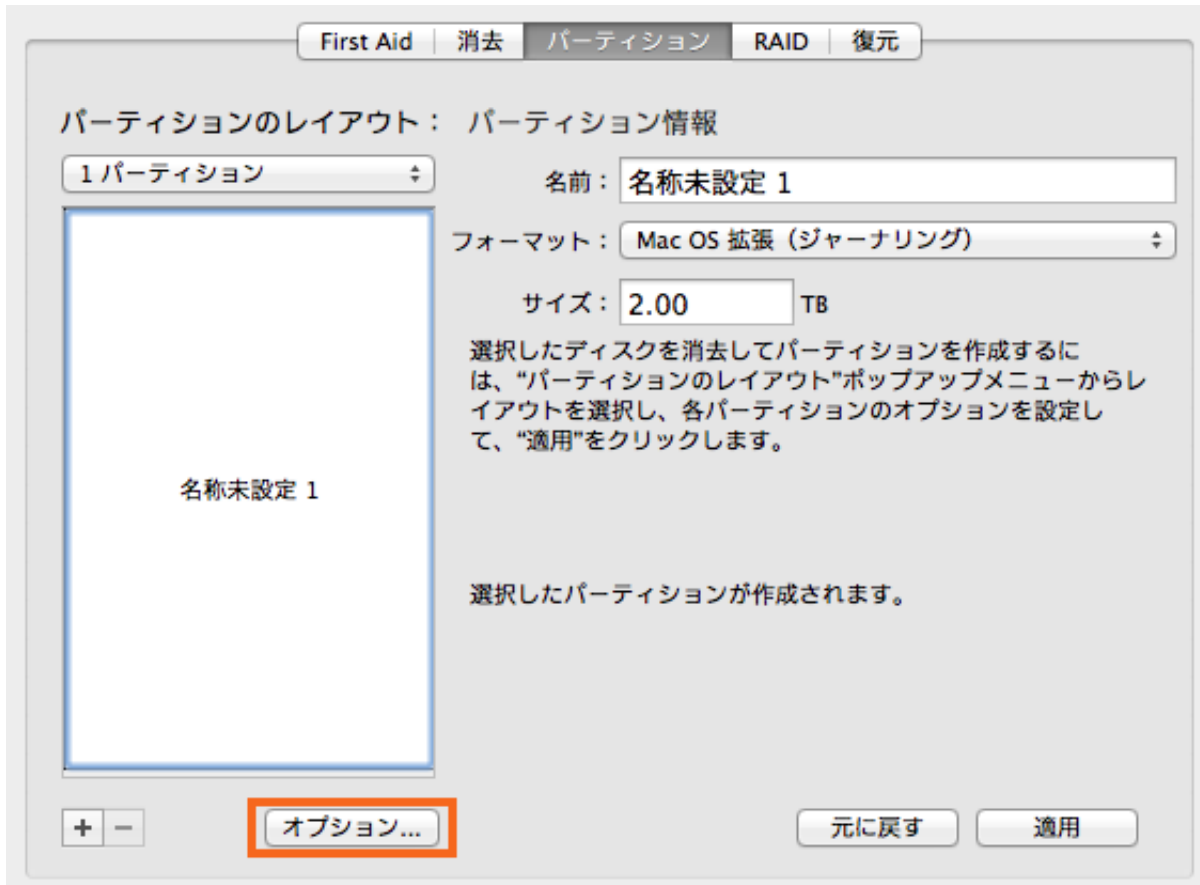 First Aid 消去 パーティション RAID 復元
パーティションのレイアウト： パーティション情報
1 パーティション
名前： 名称未設定 1
フォーマット： Mac OS 拡張（ジャーナリング）
サイズ： 2.00 TB
選択したディスクを消去してパーティションを作成するに
は、“パーティションのレイアウト”ポップアップメニューからレ
イアウトを選択し、各パーティションのオプションを設定し
て、“適用”をクリックします。
名称未設定 1
選択したパーティションが作成されます。
+ − オプション... 元に戻す 適用